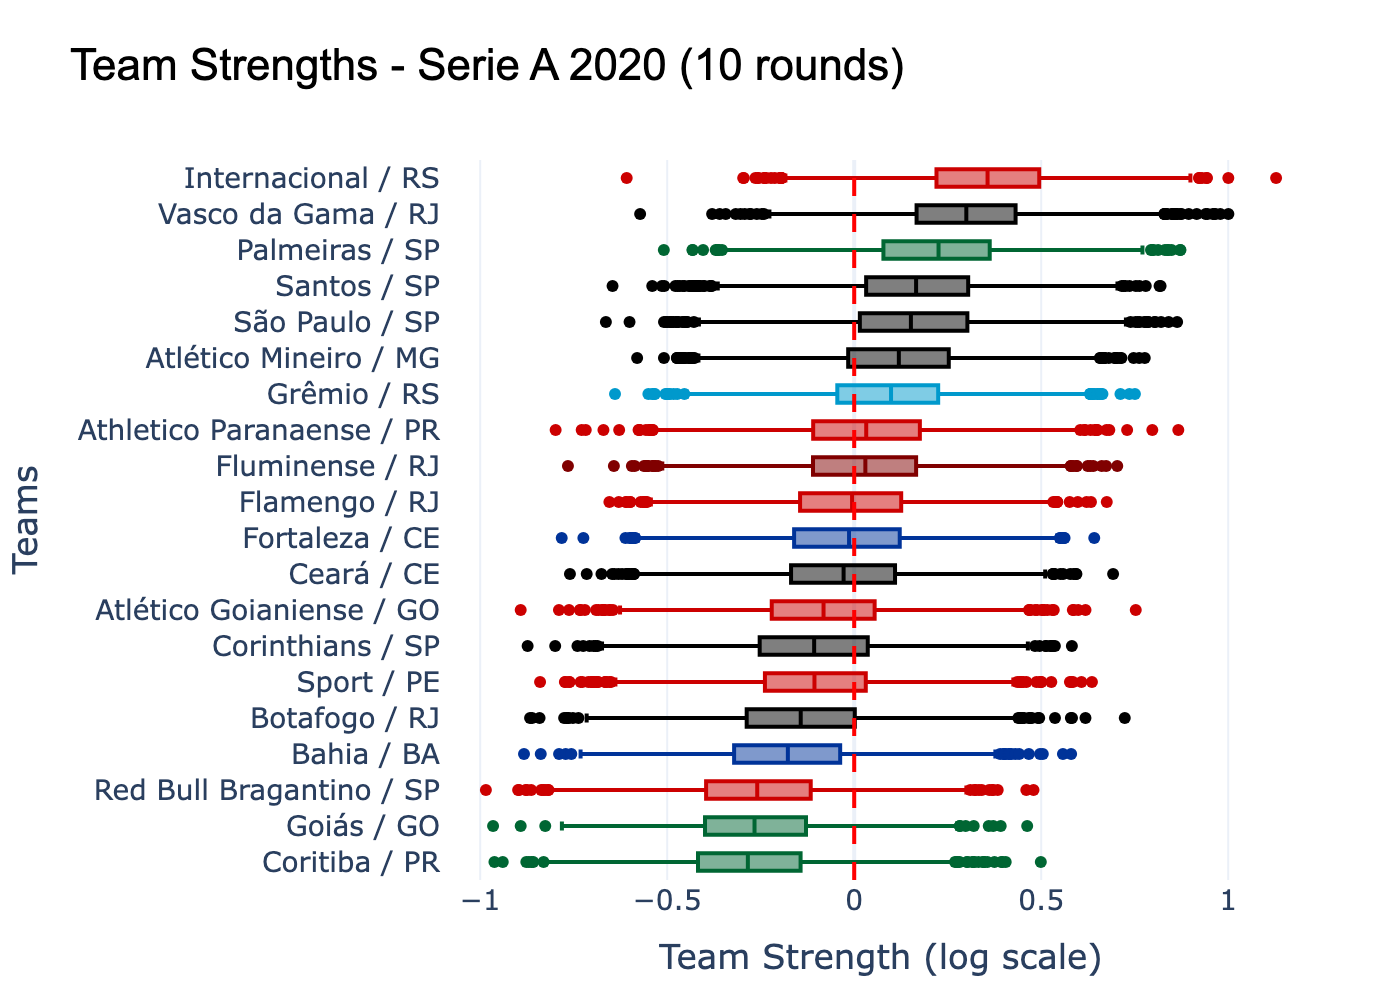 Team Strengths - Serie A 2020 (10 rounds)
Teams
Internacional / RS
Vasco da Gama / RJ
Palmeiras / SP
Santos / SP
São Paulo / SP
Atlético Mineiro / MG
Grêmio / RS
Athletico Paranaense / PR
Fluminense / RJ
Flamengo / RJ
Fortaleza / CE
Ceará / CE
Atlético Goianiense / GO
Corinthians / SP
Sport / PE
Botafogo / RJ
Bahia / BA
Red Bull Bragantino / SP
Goiás / GO
Coritiba / PR
−1 −0.5 0 0.5 1
Team Strength (log scale)